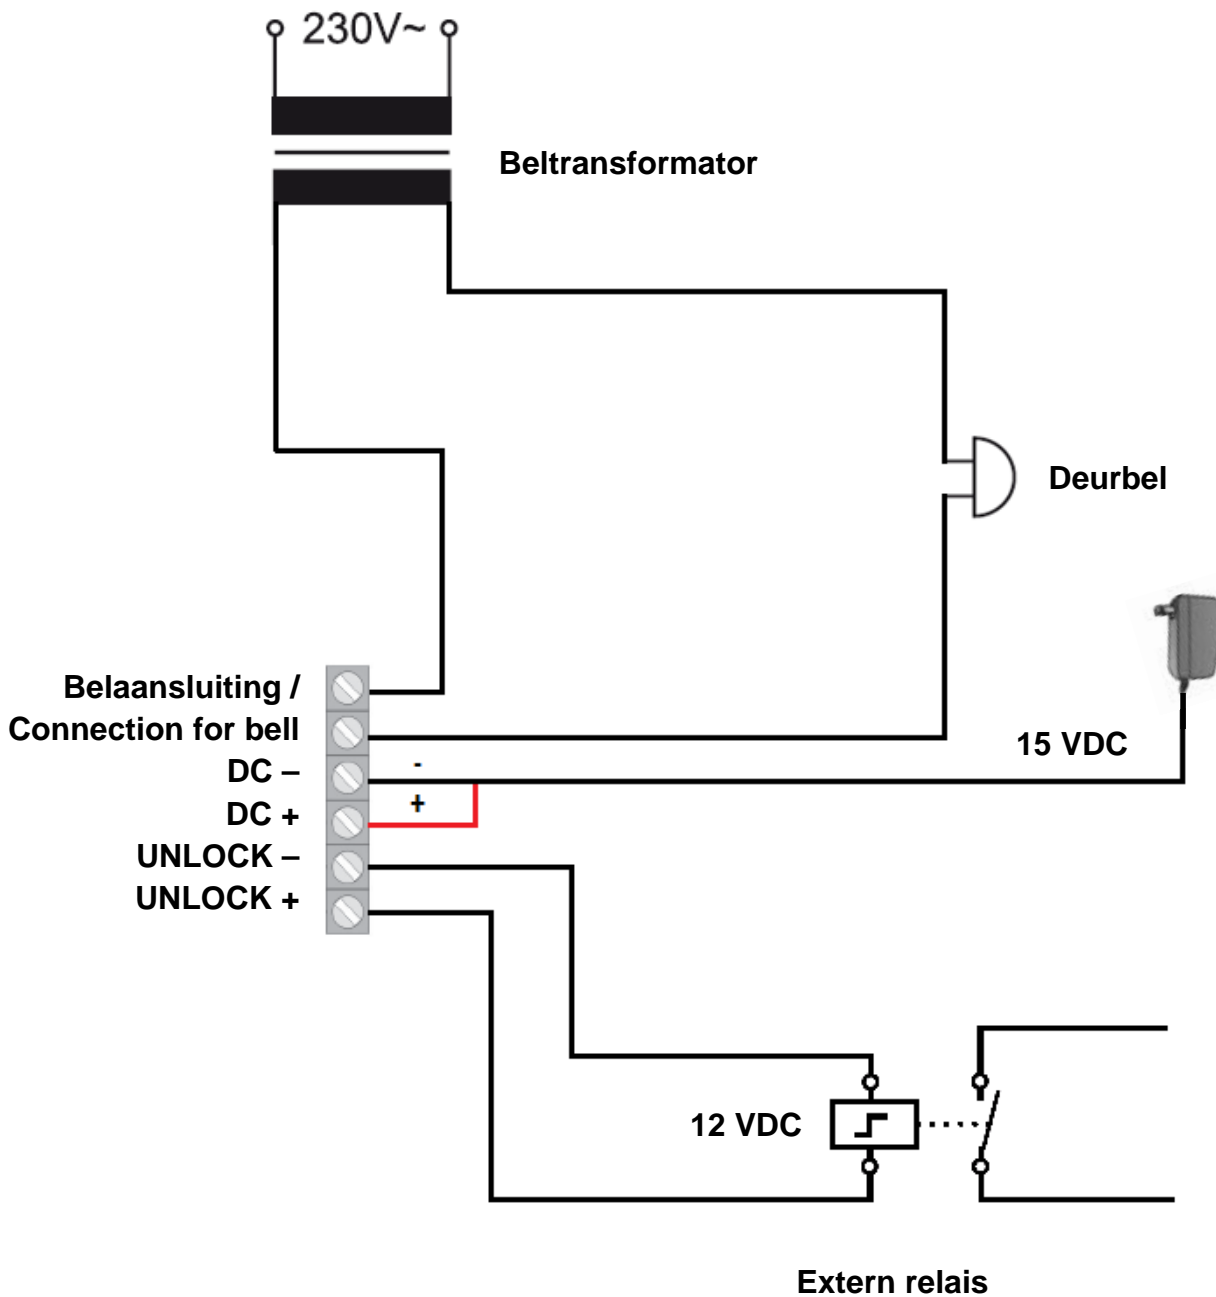 230V~
Beltransformator
Deurbel
Belaansluiting /
Connection for bell
15 VDC
DC –
-
DC +
+
UNLOCK –
UNLOCK +
12 VDC
Extern relais